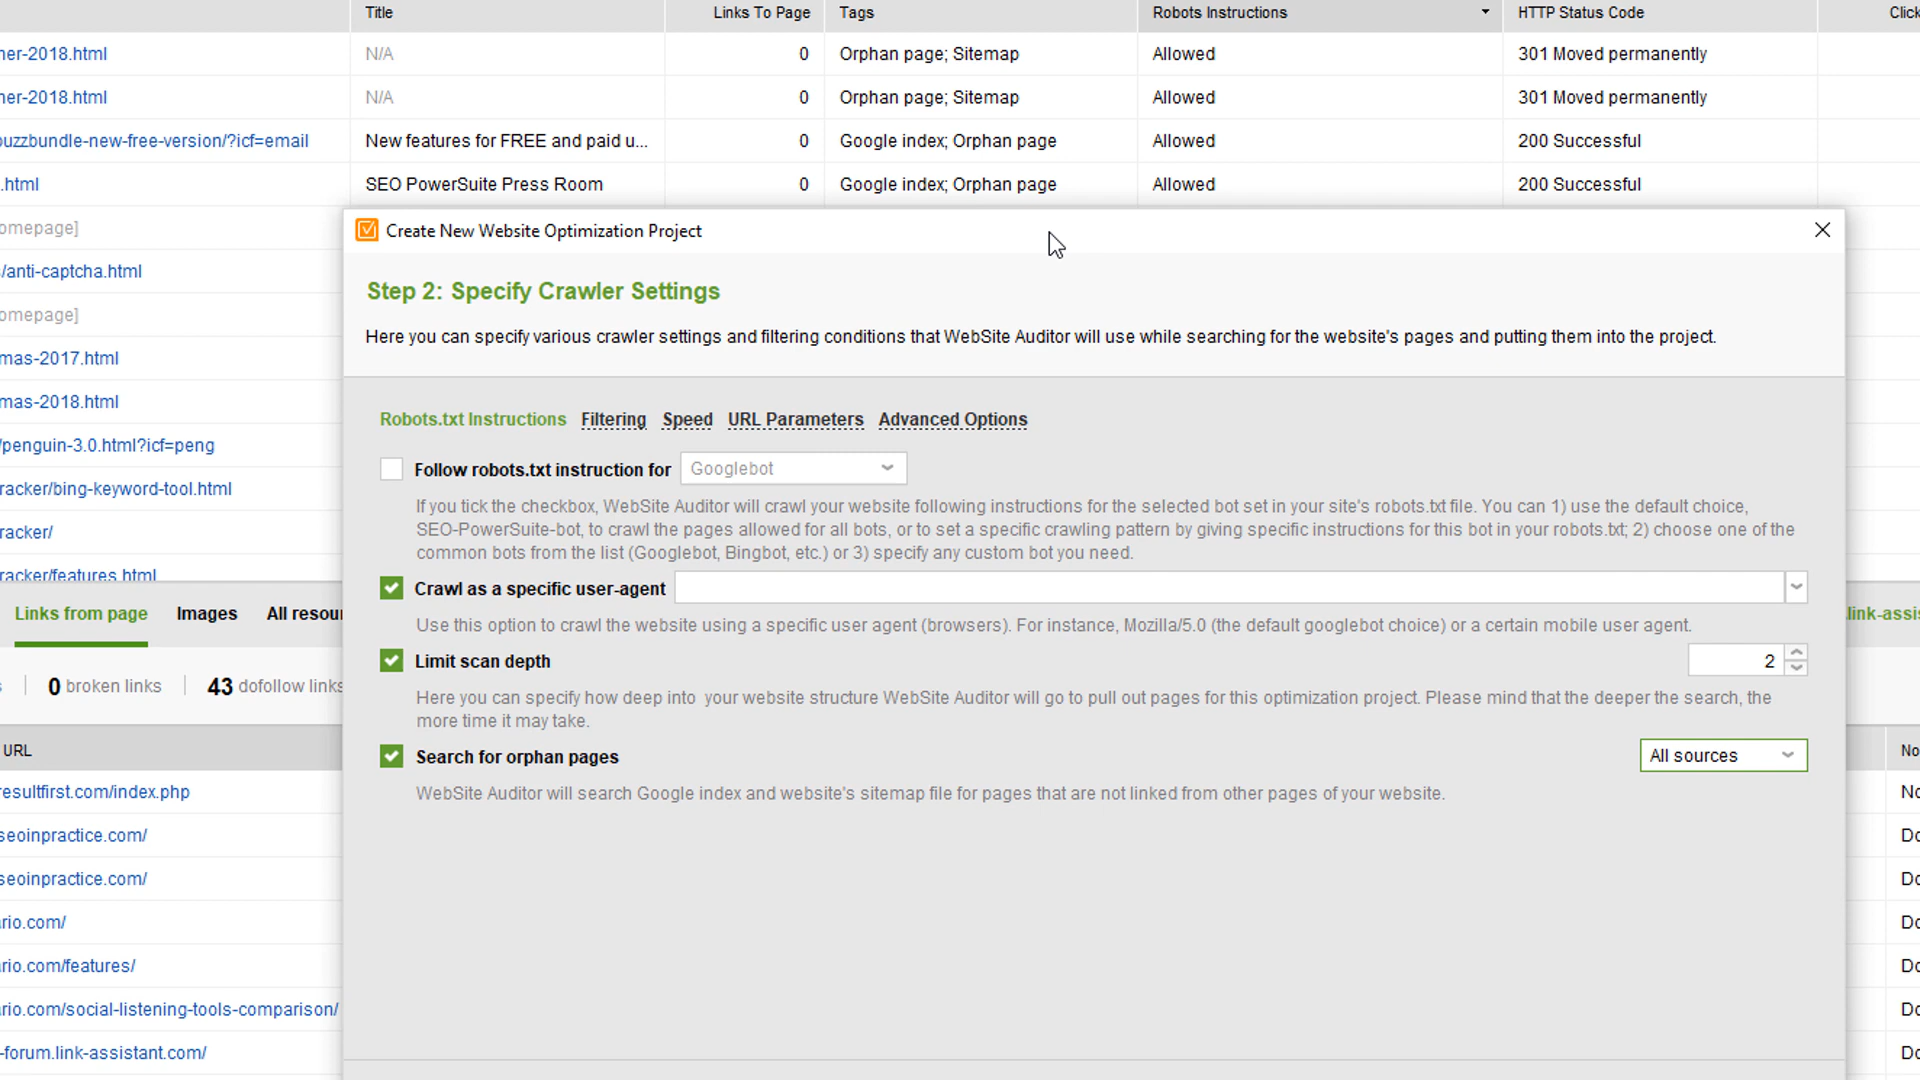 Title Links To Page Tags Robots Instructions HTTP Status Code Click
ner-2018.html N/A 0 Orphan page; Sitemap Allowed 301 Moved permanently
ner-2018.html N/A 0 Orphan page; Sitemap Allowed 301 Moved permanently
buzzbundle-new-free-version/?icf=email New features for FREE and paid u... 0 Google index; Orphan page Allowed 200 Successful
.html SEO PowerSuite Press Room 0 Google index; Orphan page Allowed 200 Successful
omepage]
/anti-captcha.html
omepage]
mas-2017.html
mas-2018.html
/penguin-3.0.html?icf=peng
racker/bing-keyword-tool.html
racker/
racker/features.html
Create New Website Optimization Project
Step 2: Specify Crawler Settings
Here you can specify various crawler settings and filtering conditions that WebSite Auditor will use while searching for the website's pages and putting them into the project.
Robots.txt Instructions Filtering Speed URL Parameters Advanced Options
Follow robots.txt instruction for Googlebot
If you tick the checkbox, WebSite Auditor will crawl your website following instructions for the selected bot set in your site's robots.txt file. You can 1) use the default choice,
SEO-PowerSuite-bot, to crawl the pages allowed for all bots, or to set a specific crawling pattern by giving specific instructions for this bot in your robots.txt; 2) choose one of the
common bots from the list (Googlebot, Bingbot, etc.) or 3) specify any custom bot you need.
Crawl as a specific user-agent
Use this option to crawl the website using a specific user agent (browsers). For instance, Mozilla/5.0 (the default googlebot choice) or a certain mobile user agent.
Limit scan depth 2
Here you can specify how deep into your website structure WebSite Auditor will go to pull out pages for this optimization project. Please mind that the deeper the search, the
more time it may take.
Search for orphan pages All sources
WebSite Auditor will search Google index and website's sitemap file for pages that are not linked from other pages of your website.
Links from page Images All resou link-assis
s 0 broken links 43 dofollow links
URL No
resultfirst.com/index.php No
seoinpractice.com/ Do
seoinpractice.com/ Do
rio.com/ Do
rio.com/features/ Do
rio.com/social-listening-tools-comparison/ Do
-forum.link-assistant.com/ Do